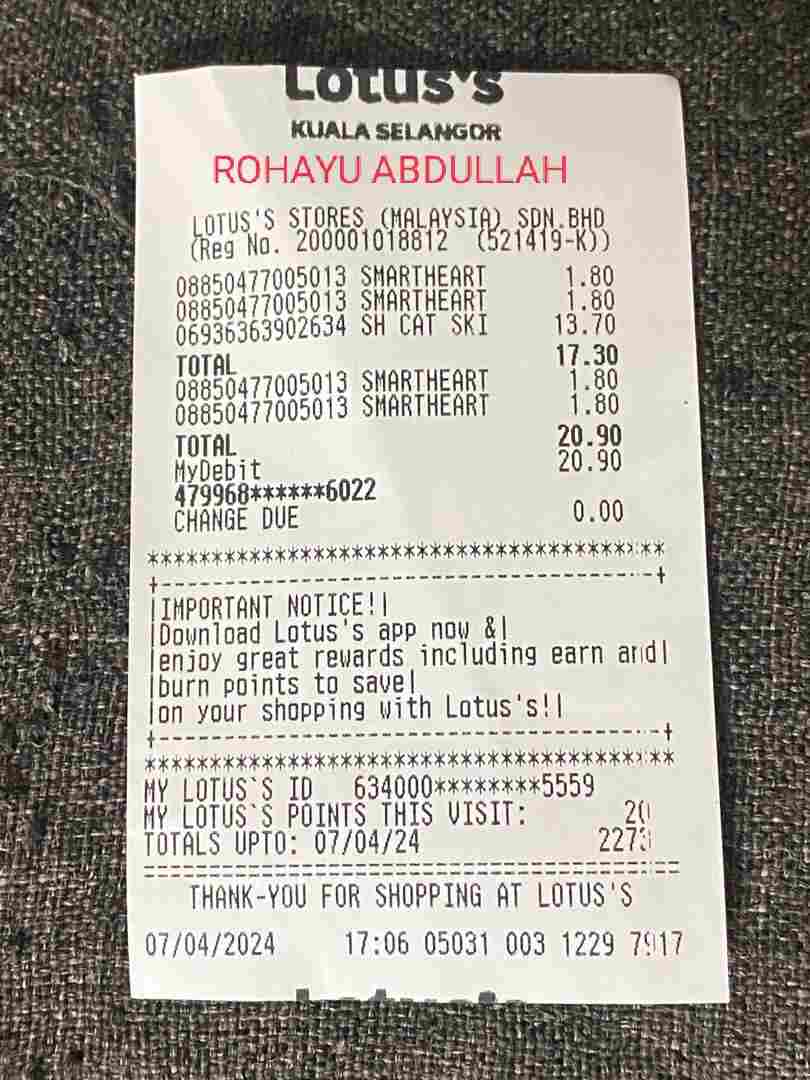 Lotus's
KUALA SELANGOR
ROHAYU ABDULLAH
LOTUS'S STORES (MALAYSIA) SDN.BHD
(Reg No. 200001018812 (521419-K))
08850477005013 SMARTHEART 1.80
08850477005013 SMARTHEART 1.80
06936363902634 SH CAT SKI 13.70
TOTAL 17.30
08850477005013 SMARTHEART 1.80
08850477005013 SMARTHEART 1.80
TOTAL 20.90
MyDebit 20.90
479968******6022
CHANGE DUE 0.00
****************************************
+--------------------------------------+
|IMPORTANT NOTICE!|
|Download Lotus's app now &|
|enjoy great rewards including earn and|
|burn points to save|
|on your shopping with Lotus's!|
+--------------------------------------+
****************************************
MY LOTUS`S ID 634000********5559
MY LOTUS`S POINTS THIS VISIT: 20
TOTALS UPTO: 07/04/24 2273
========================================
THANK-YOU FOR SHOPPING AT LOTUS'S
07/04/2024 17:06 05031 003 1229 7917